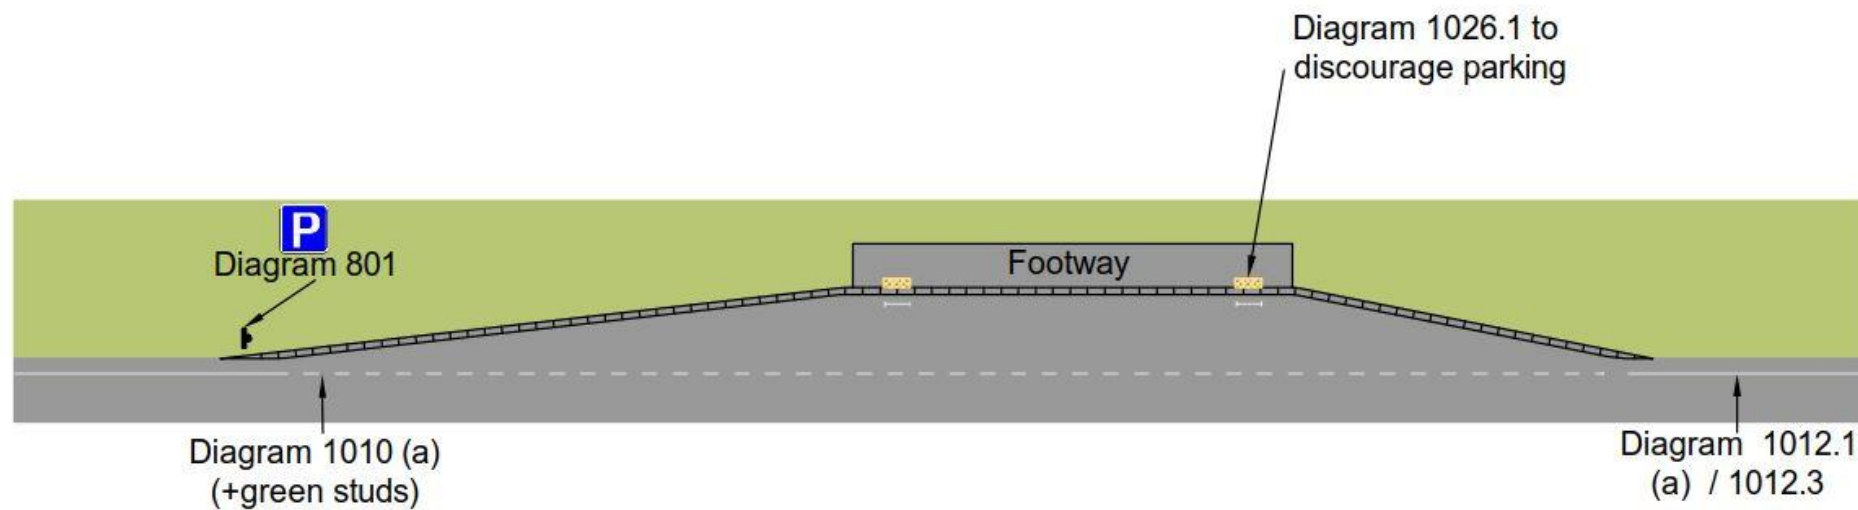 Diagram 1026.1 to
discourage parking
P
Diagram 801
Footway
Diagram 1010 (a)
(+green studs)
Diagram 1012.1
(a) / 1012.3